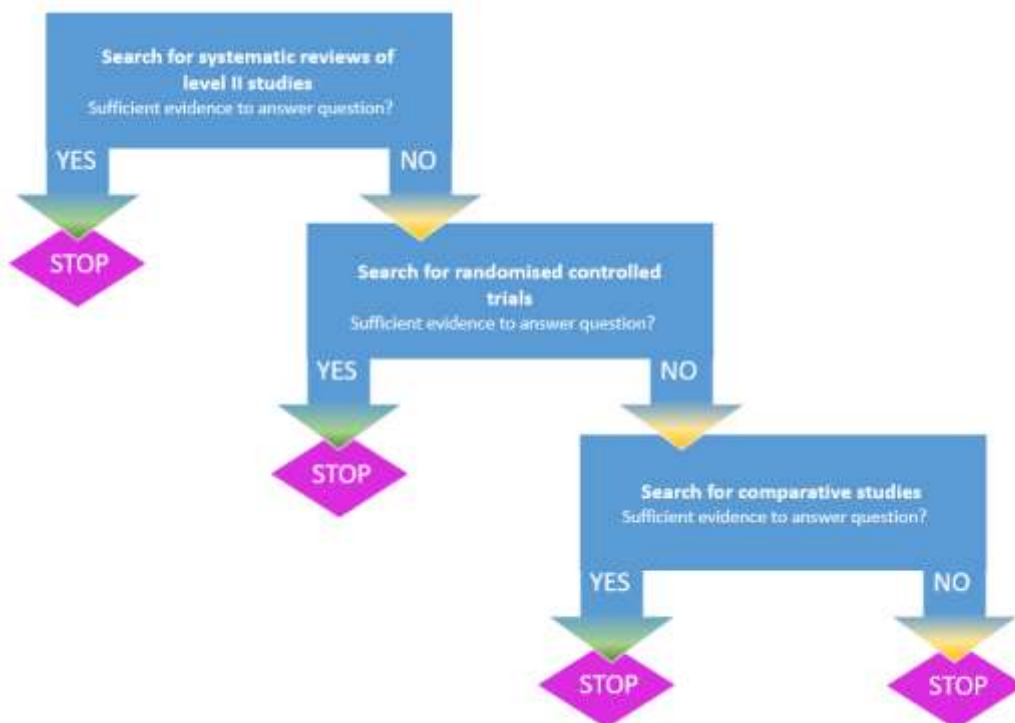 Search for systematic reviews of
level II studies
Sufficient evidence to answer question?
YES
NO
STOP
Search for randomised controlled
trials
Sufficient evidence to answer question?
YES
NO
STOP
Search for comparative studies
Sufficient evidence to answer question?
YES
NO
STOP
STOP